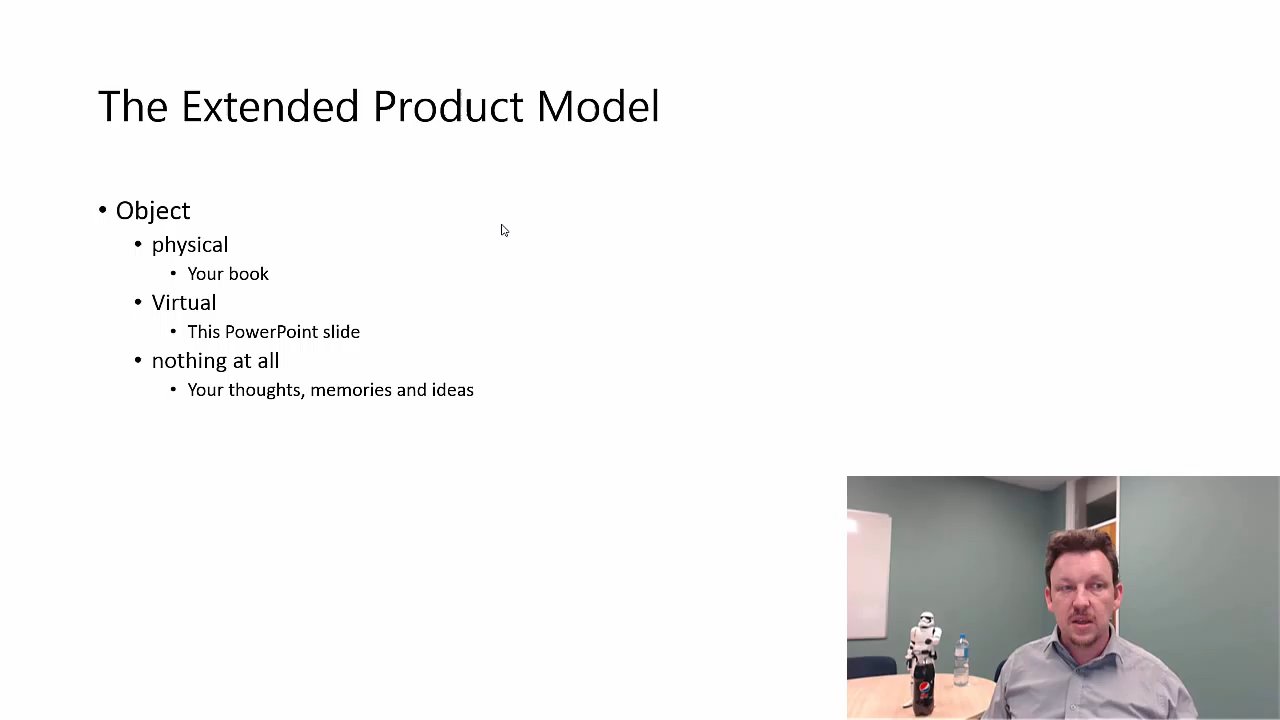 The Extended Product Model
• Object
• physical
• Your book
• Virtual
• This PowerPoint slide
• nothing at all
• Your thoughts, memories and ideas